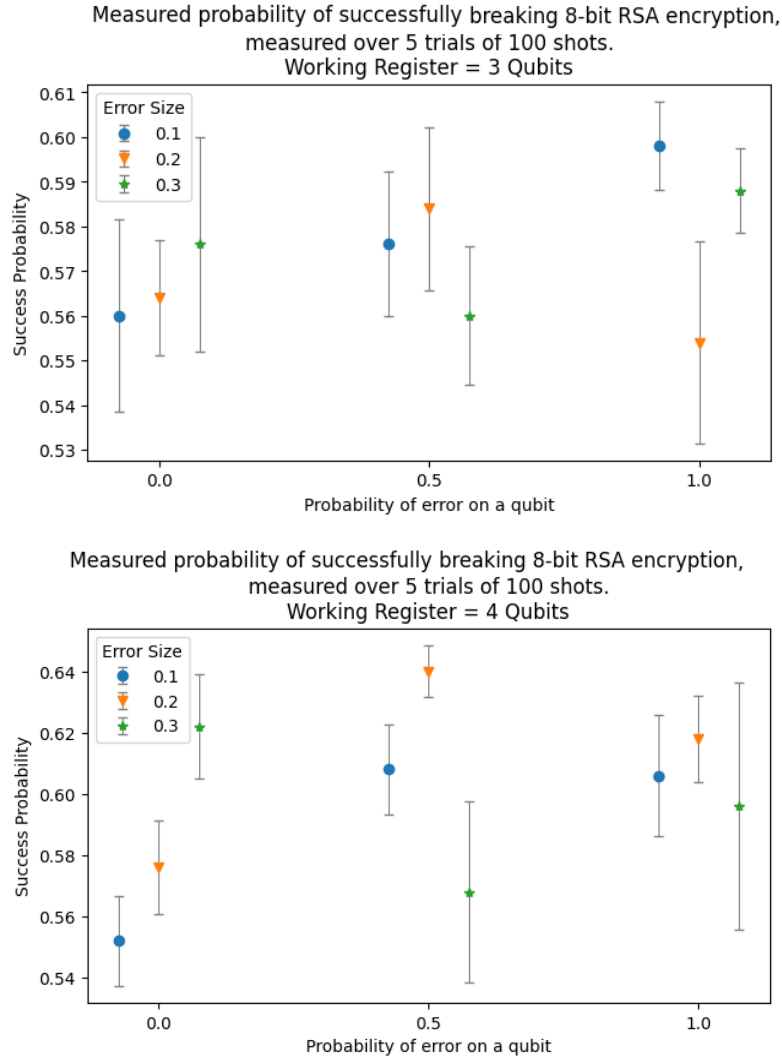 Measured probability of successfully breaking 8-bit RSA encryption,
measured over 5 trials of 100 shots.
Working Register = 3 Qubits
Error Size
0.1
0.2
0.3
0.61
0.60
0.59
0.58
0.57
0.56
0.55
0.54
0.53
Success Probability
0.0
0.5
1.0
Probability of error on a qubit
Measured probability of successfully breaking 8-bit RSA encryption,
measured over 5 trials of 100 shots.
Working Register = 4 Qubits
Error Size
0.1
0.2
0.3
0.64
0.62
0.60
0.58
0.56
0.54
Success Probability
0.0
0.5
1.0
Probability of error on a qubit